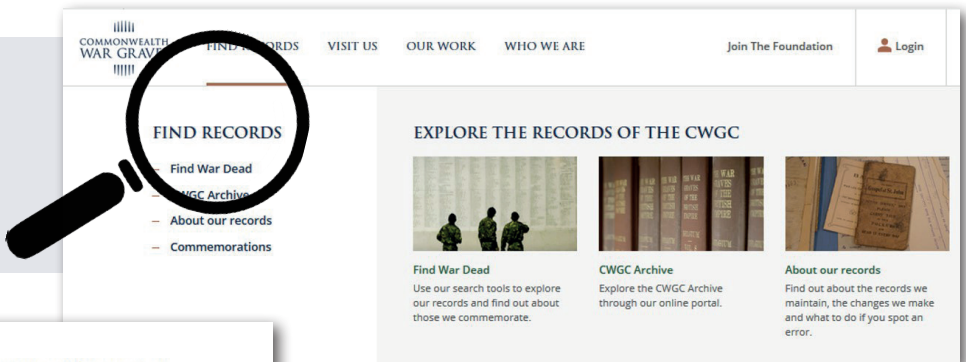 COMMONWEALTH
WAR GRAVES
FIND RECORDS
VISIT US
OUR WORK
WHO WE ARE
Join The Foundation
Login
FIND RECORDS
– Find War Dead
– CWGC Archive
– About our records
– Commemorations
EXPLORE THE RECORDS OF THE CWGC
Find War Dead
Use our search tools to explore
our records and find out about
those we commemorate.
CWGC Archive
Explore the CWGC Archive
through our online portal.
About our records
Find out about the records we
maintain, the changes we make
and what to do if you spot an
error.